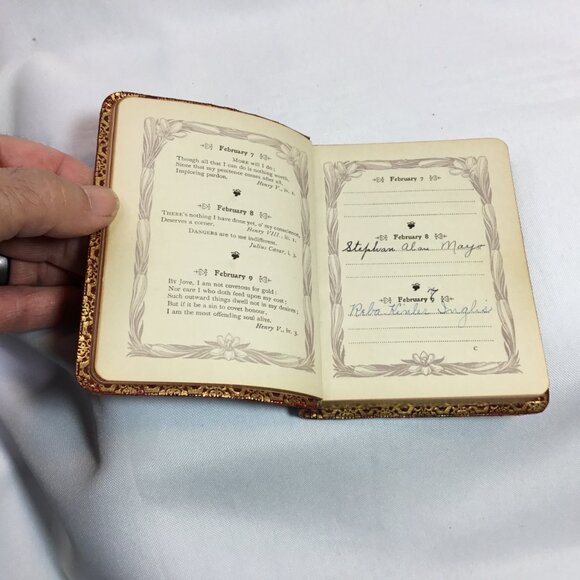 February 7
MORE will I do;
Though all that I can do is nothing worth,
Since that my penitence comes after all,
Imploring pardon.
Henry V., iv. 1.
February 8
THERE'S nothing I have done yet, o' my conscience,
Deserves a corner.
Henry VIII., iii. 1.
DANGERS are to me indifferent.
Julius Cæsar, i. 3.
February 9
BY Jove, I am not covetous for gold:
Nor care I who doth feed upon my cost;
Such outward things dwell not in my desires;
But if it be a sin to covet honour,
I am the most offending soul alive.
Henry V., iv. 3.
February 7
February 8
Stephan Alan Mayo
February 9
Reba Inglis
C